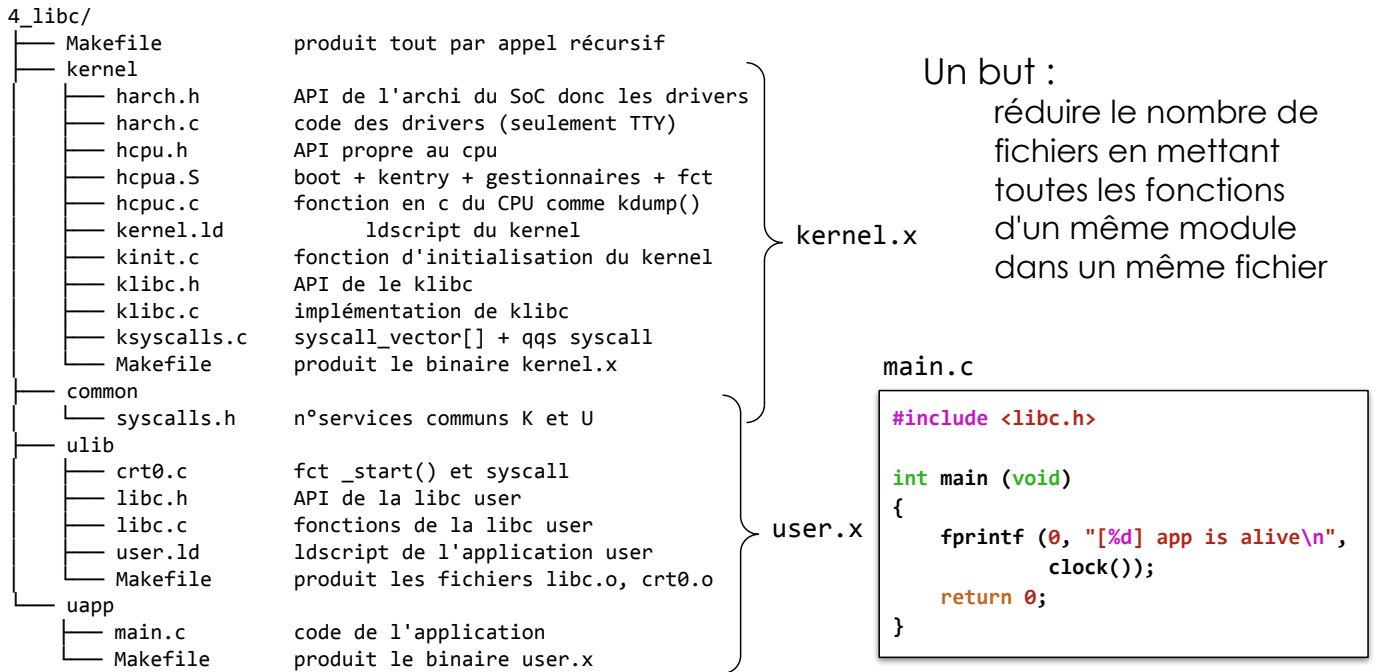 4_libc/
├── Makefile produit tout par appel récursif
├── kernel
│ ├── harch.h API de l'archi du SoC donc les drivers
│ ├── harch.c code des drivers (seulement TTY)
│ ├── hcpu.h API propre au cpu
│ ├── hcpua.S boot + kentry + gestionnaires + fct
│ ├── hcpuc.c fonction en c du CPU comme kdump()
│ ├── kernel.ld ldscript du kernel
│ ├── kinit.c fonction d'initialisation du kernel
│ ├── klibc.h API de le klibc
│ ├── klibc.c implémentation de klibc
│ ├── ksyscalls.c syscall_vector[] + qqs syscall
│ └── Makefile produit le binaire kernel.x
├── common
│ └── syscalls.h n°services communs K et U
├── ulib
│ ├── crt0.c fct _start() et syscall
│ ├── libc.h API de la libc user
│ ├── libc.c fonctions de la libc user
│ ├── user.ld ldscript de l'application user
│ └── Makefile produit les fichiers libc.o, crt0.o
└── uapp
├── main.c code de l'application
└── Makefile produit le binaire user.x
kernel.x
user.x
Un but :
réduire le nombre de
fichiers en mettant
toutes les fonctions
d'un même module
dans un même fichier
main.c
#include <libc.h>
int main (void)
{
fprintf (0, "[%d] app is alive\n",
clock());
return 0;
}